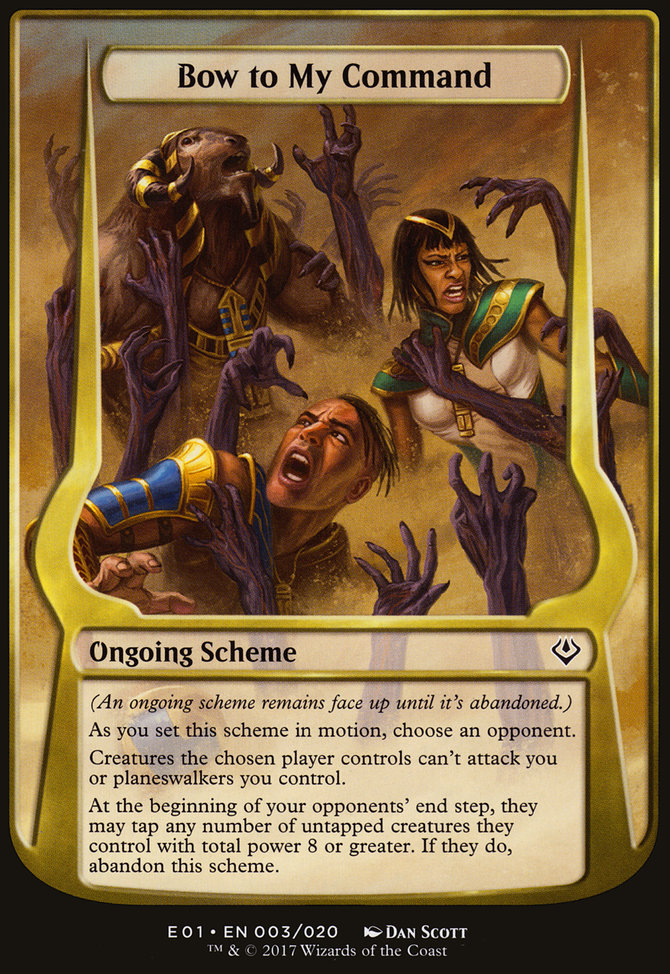 Bow to My Command
Ongoing Scheme
(An ongoing scheme remains face up until it's abandoned.)
As you set this scheme in motion, choose an opponent.
Creatures the chosen player controls can't attack you
or planeswalkers you control.
At the beginning of your opponents' end step, they
may tap any number of untapped creatures they
control with total power 8 or greater. If they do,
abandon this scheme.
E01 • EN 003/020 Dan Scott
™ & © 2017 Wizards of the Coast